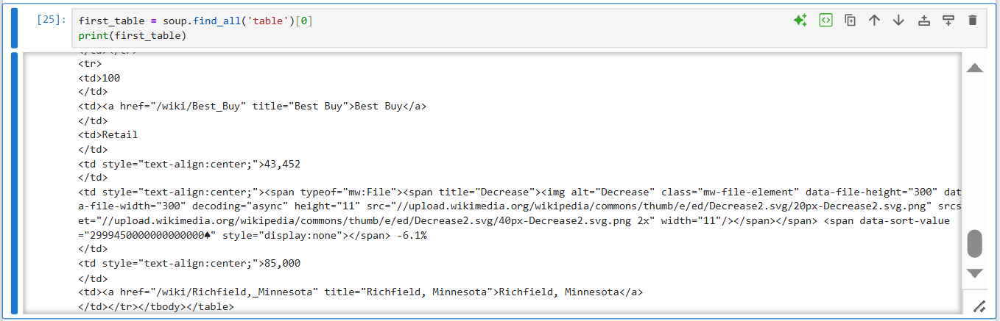 [25]:
first_table = soup.find_all('table')[0]
print(first_table)
</td></tr>
<tr>
<td>100
</td>
<td><a href="/wiki/Best_Buy" title="Best Buy">Best Buy</a>
</td>
<td>Retail
</td>
<td style="text-align:center;">43,452
</td>
<td style="text-align:center;"><span typeof="mw:File"><span title="Decrease"><img alt="Decrease" class="mw-file-element" data-file-height="300" dat
a-file-width="300" decoding="async" height="11" src="//upload.wikimedia.org/wikipedia/commons/thumb/e/ed/Decrease2.svg/20px-Decrease2.svg.png" srcs
et="//upload.wikimedia.org/wikipedia/commons/thumb/e/ed/Decrease2.svg/40px-Decrease2.svg.png 2x" width="11"/></span></span> <span data-sort-value
="2999450000000000000♠" style="display:none"></span> -6.1%
</td>
<td style="text-align:center;">85,000
</td>
<td><a href="/wiki/Richfield,_Minnesota" title="Richfield, Minnesota">Richfield, Minnesota</a>
</td></tr></tbody></table>